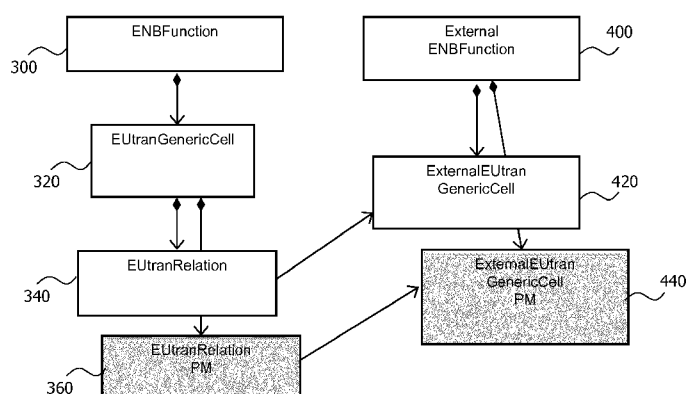 ENBFunction
300
External
ENBFunction
400
EUtranGenericCell
320
ExternalEUtran
GenericCell
420
EUtranRelation
340
ExternalEUtran
GenericCell
PM
440
EUtranRelation
PM
360